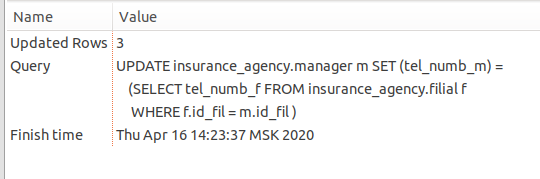 Name Value
Updated Rows 3
Query UPDATE insurance_agency.manager m SET (tel_numb_m) =
(SELECT tel_numb_f FROM insurance_agency.filial f
WHERE f.id_fil = m.id_fil )
Finish time Thu Apr 16 14:23:37 MSK 2020